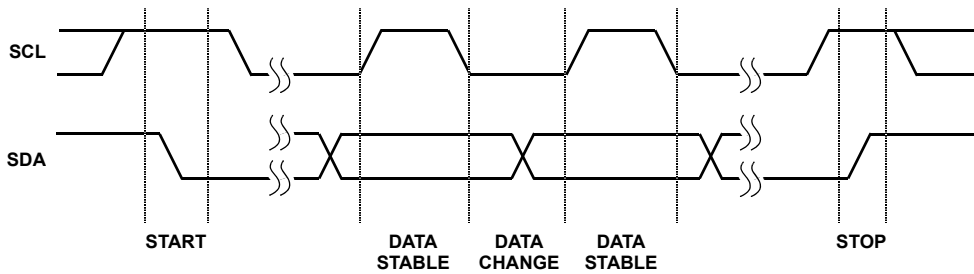 SCL
SDA
START
DATA
STABLE
DATA
CHANGE
DATA
STABLE
STOP